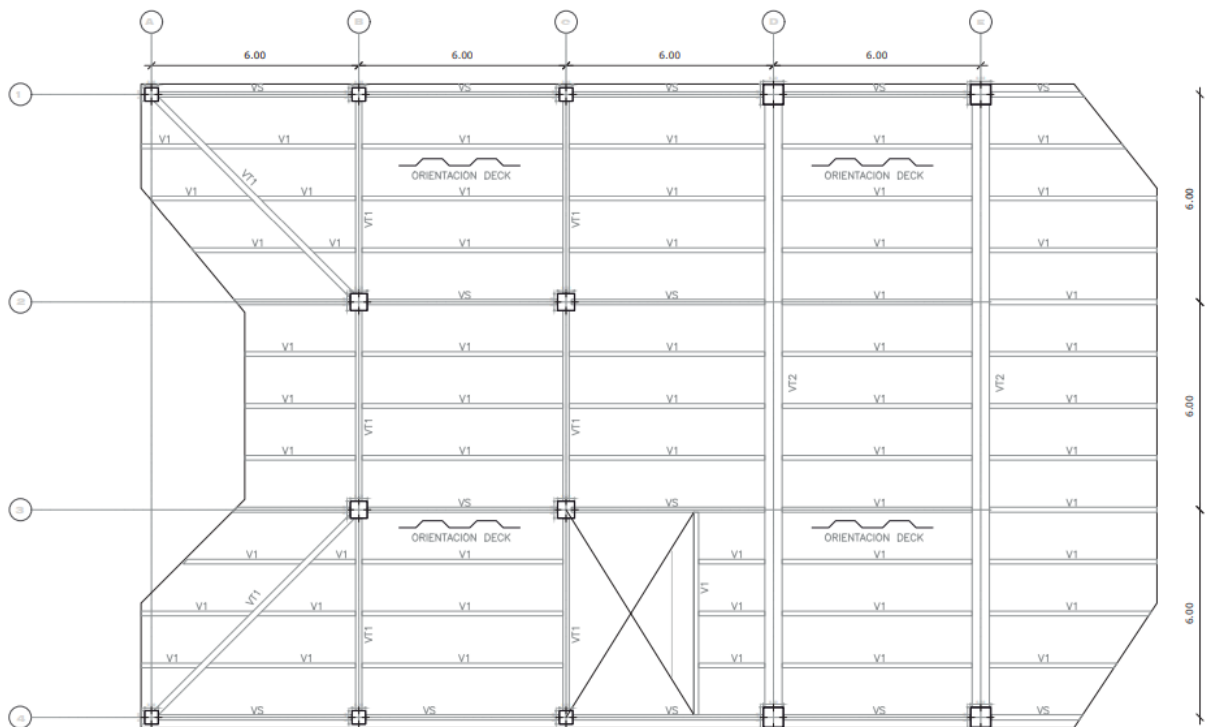 A B C D E
6.00 6.00 6.00 6.00
1 VS VS VS VS VS
V1 V1 V1 V1 V1 V1
ORIENTACION DECK ORIENTACION DECK
VT1
V1 V1 V1 V1 V1
VT1 VT1
6.00
V1 V1 V1 V1 V1
2 VS VS V1
V1 V1 V1 V1
VT2 VT2
V1 V1 V1 V1
6.00
VT1 VT1
V1 V1 V1 V1
3 VS VS V1
ORIENTACION DECK ORIENTACION DECK
V1 V1 V1 V1 V1
VT1
V1
V1 V1 V1 V1 V1
6.00
VT1 VT1
V1 V1 V1 V1 V1
4 VS VS VS VS VS